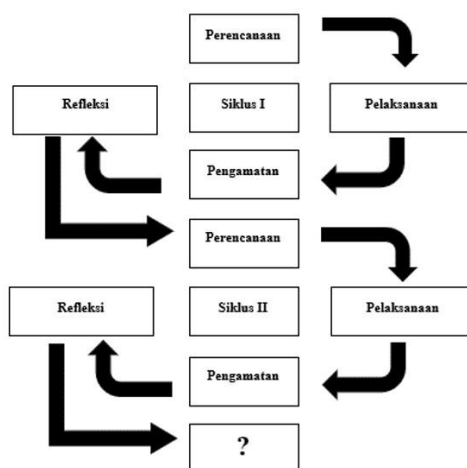 Perencanaan
Refleksi
Siklus I
Pelaksanaan
Pengamatan
Perencanaan
Refleksi
Siklus II
Pelaksanaan
Pengamatan
?